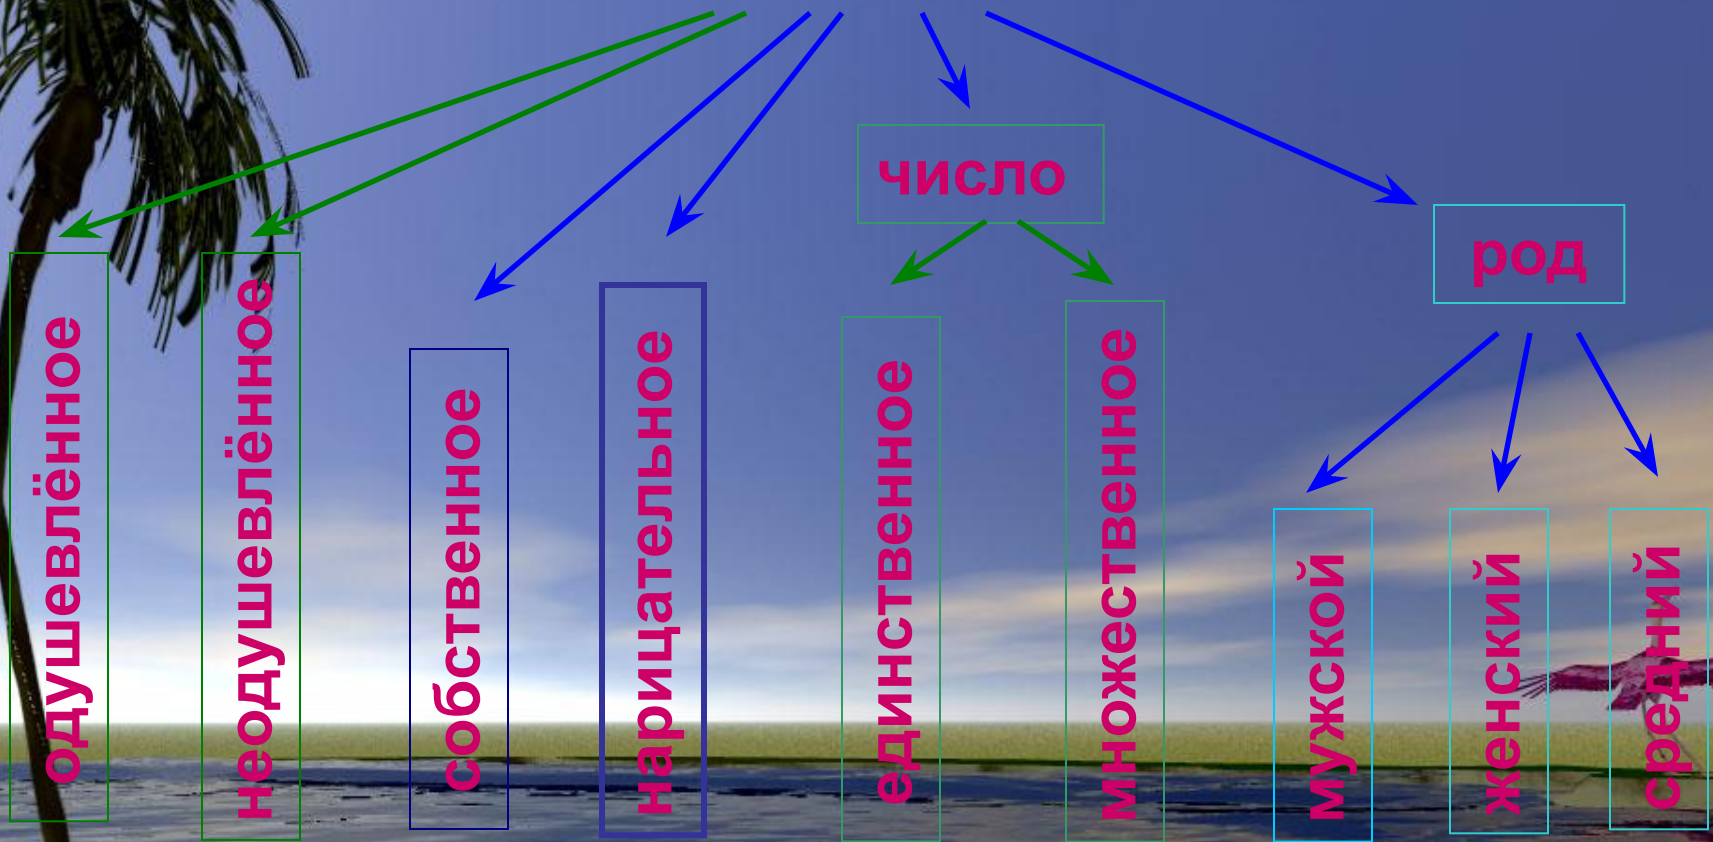 число
род
одушевлённое
неодушевлённое
собственное
нарицательное
единственное
множественное
мужской
женский
средний